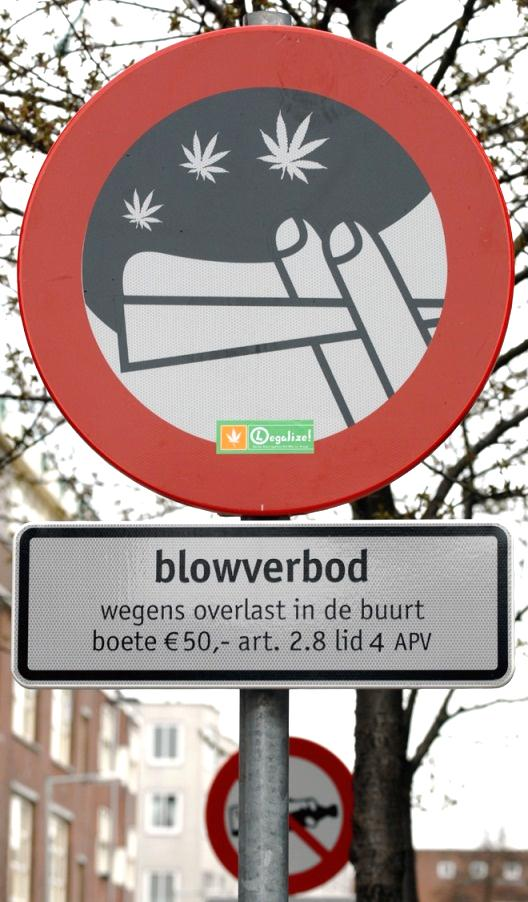 Legalize!
blowverbod
wegens overlast in de buurt
boete €50,- art. 2.8 lid 4 APV